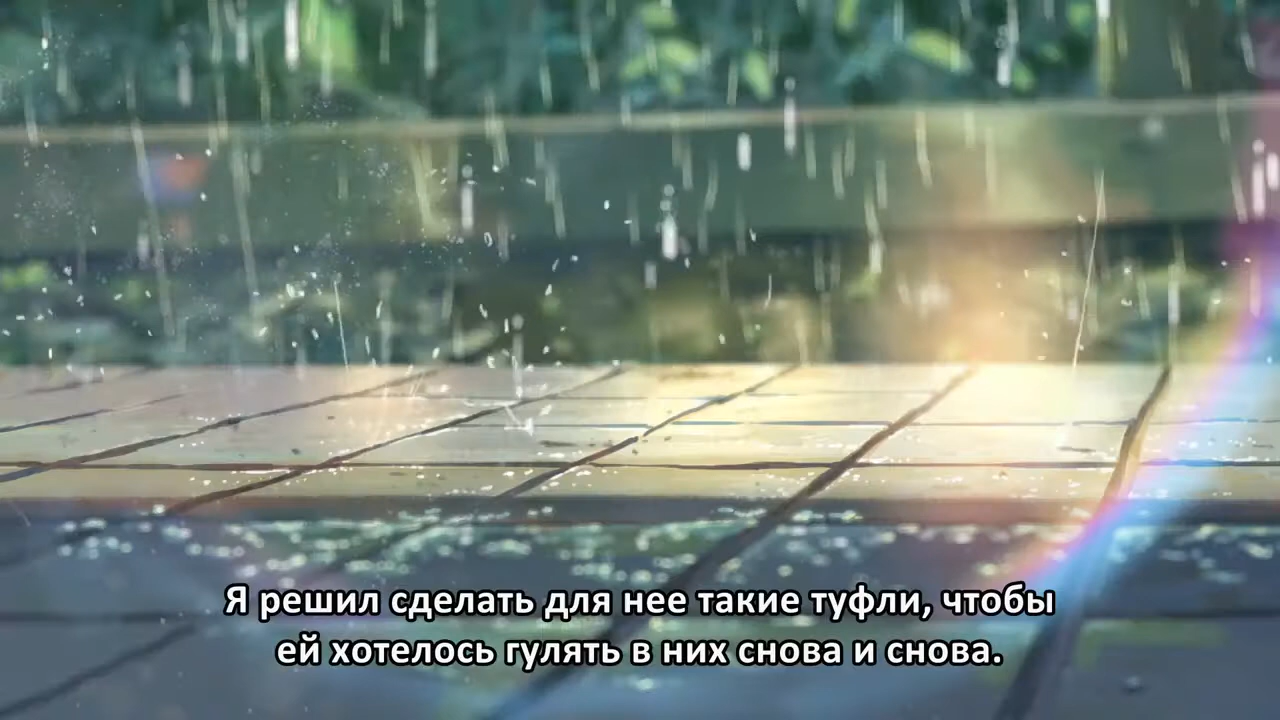 Я решил сделать для нее такие туфли, чтобы
ей хотелось гулять в них снова и снова.